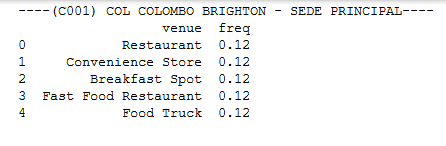 ----(C001) COL COLOMBO BRIGHTON - SEDE PRINCIPAL----
venue freq
0 Restaurant 0.12
1 Convenience Store 0.12
2 Breakfast Spot 0.12
3 Fast Food Restaurant 0.12
4 Food Truck 0.12